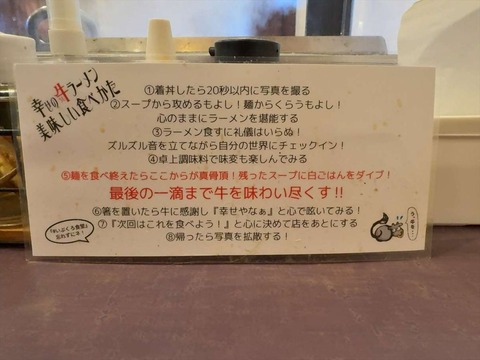 幸せの牛ラーメン
美味しい食べかた
①着丼したら20秒以内に写真を撮る
②スープから攻めるもよし！麺からくらうもよし！
心のままにラーメンを堪能する
③ラーメン食すに礼儀はいらぬ！
ズルズル音を立てながら自分の世界にチェックイン！
④卓上調味料で味変も楽しんでみる
⑤麺を食べ終えたらここからが真骨頂！残ったスープに白ごはんをダイブ！
最後の一滴まで牛を味わい尽くす!!
⑥箸を置いたら牛に感謝し『幸せやなぁ』と心で呟いてみる！
⑦『次回はこれを食べよう！』と心に決めて店をあとにする
⑧帰ったら写真を拡散する！
忘れずにネ！